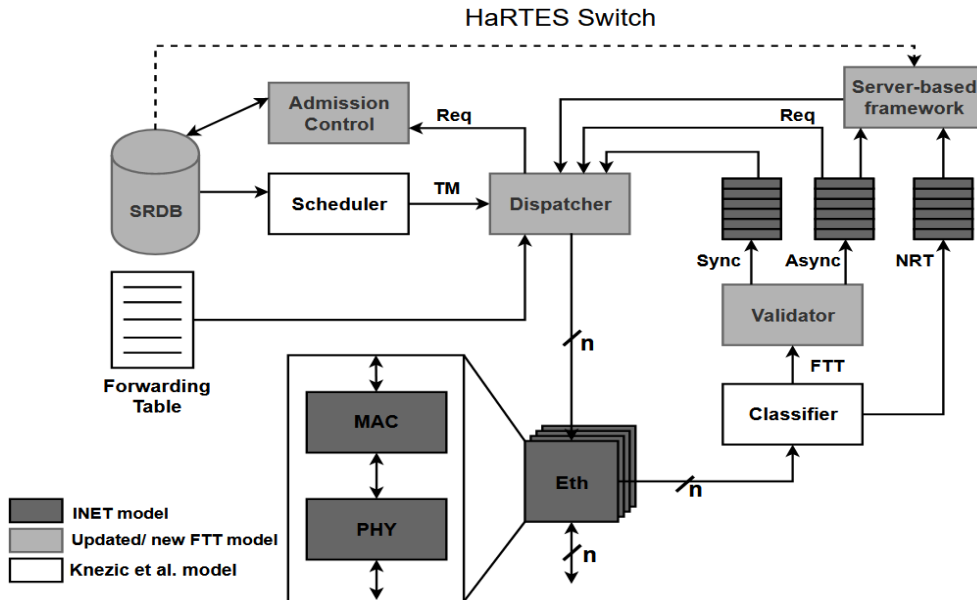 HaRTES Switch
Admission
Control
Req
Req
Server-based
framework
SRDB
Scheduler
TM
Dispatcher
Sync
Async
NRT
Validator
Forwarding
Table
n
FTT
MAC
Classifier
Eth
n
PHY
n
INET model
Updated/ new FTT model
Knezic et al. model